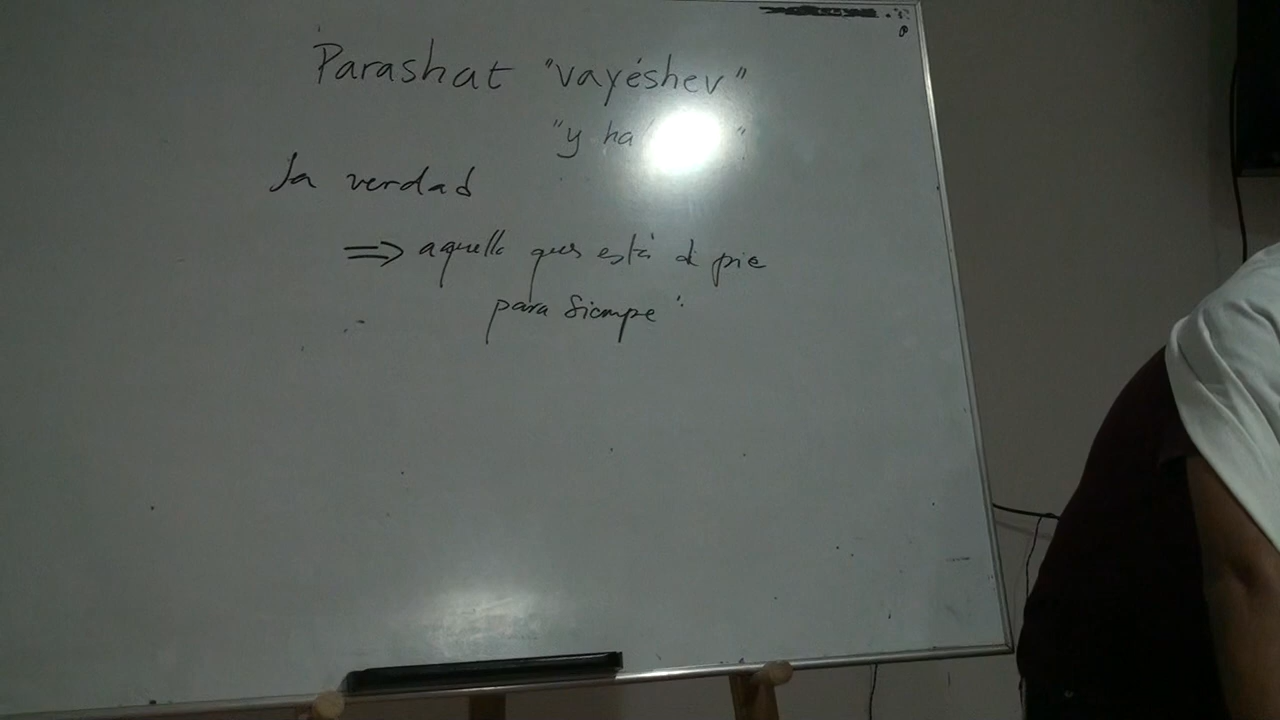 Parashat "vayéshev"
"y ha
la verdad
⇒ aquello que está de pie
para siempre"